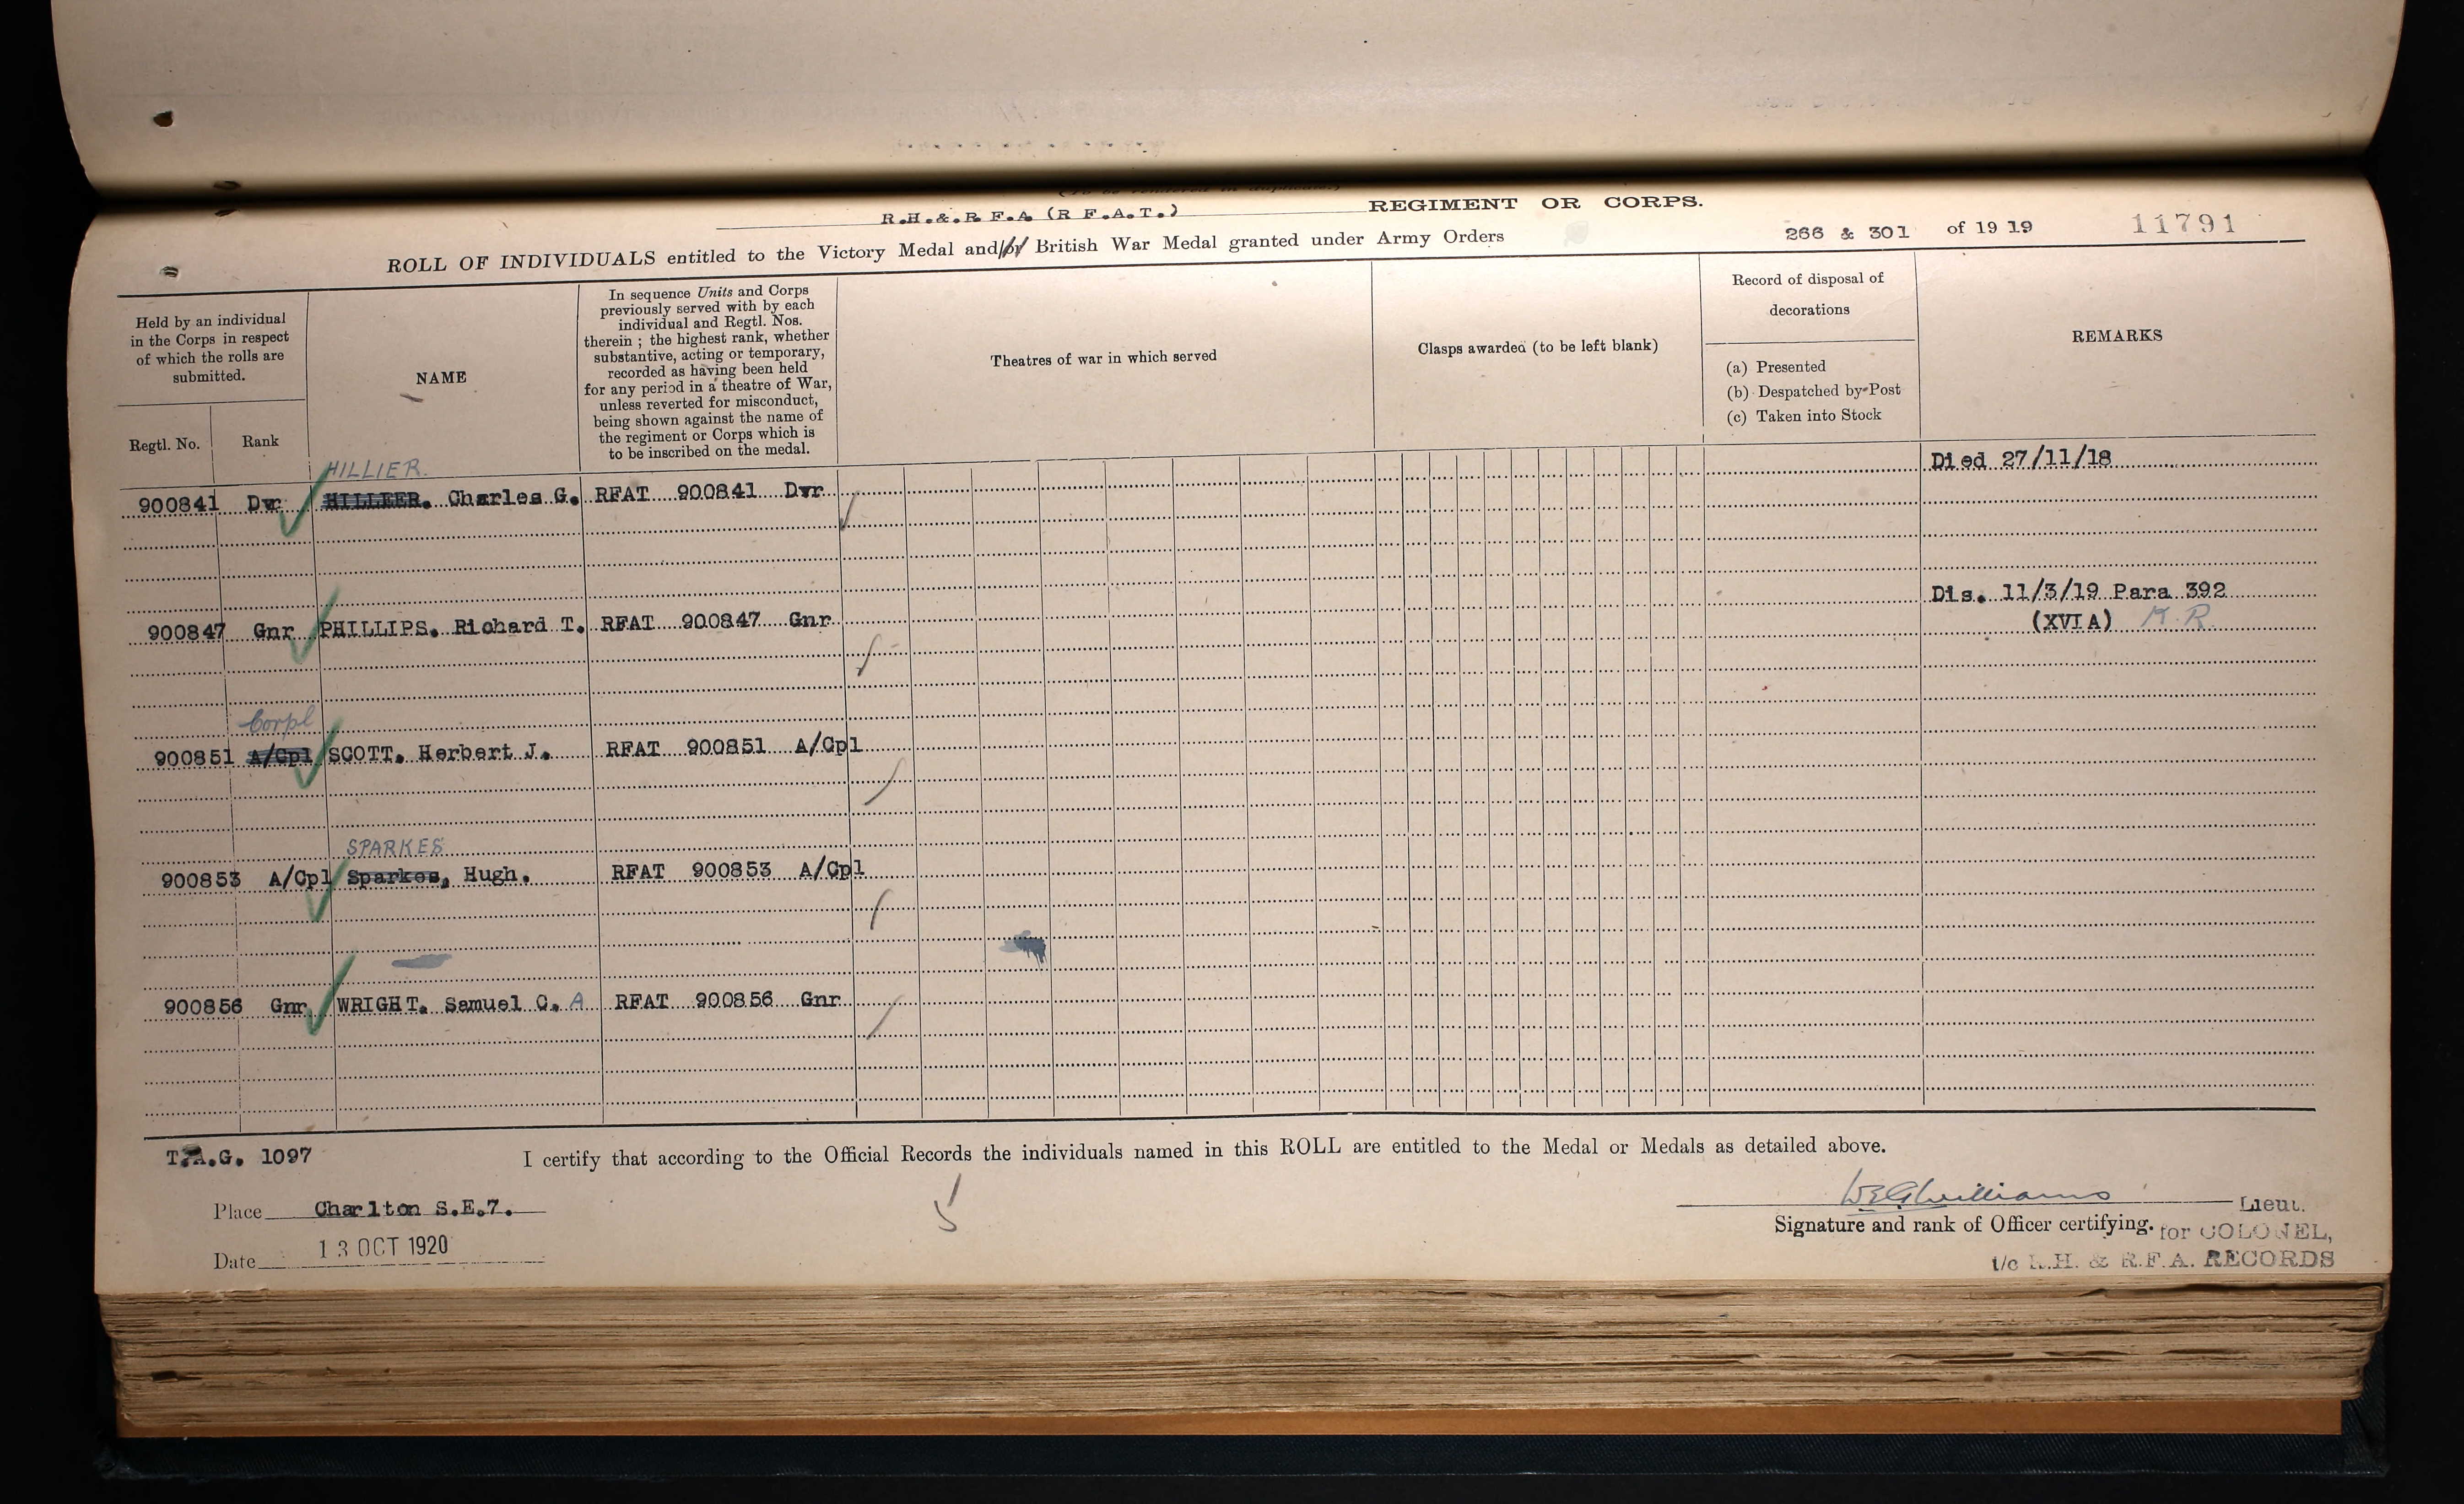 R.H.&.R F.A (R F.A.T.) REGIMENT OR CORPS.
ROLL OF INDIVIDUALS entitled to the Victory Medal and/or British War Medal granted under Army Orders 266 & 301 of 1919 11791
Held by an individual
in the Corps in respect
of which the rolls are
submitted.
Regtl. No. Rank
NAME
In sequence Units and Corps
previously served with by each
individual and Regtl. Nos.
therein ; the highest rank, whether
substantive, acting or temporary,
recorded as having been held
for any period in a theatre of War,
unless reverted for misconduct,
being shown against the name of
the regiment or Corps which is
to be inscribed on the medal.
Theatres of war in which served
Clasps awarded (to be left blank)
Record of disposal of
decorations
(a) Presented
(b) Despatched by Post
(c) Taken into Stock
REMARKS
HILLIER.
Died 27/11/18
900841 Dvr HILLEER. Charles G. RFAT 900841 Dvr
Dis. 11/3/19 Para 392
900847 Gnr PHILLIPS. Richard T. RFAT 900847 Gnr
(XVIA) K.R.
Corpl
900851 A/Cpl SCOTT. Herbert J. RFAT 900851 A/Cpl
SPARKES
900853 A/Cpl Sparkes, Hugh. RFAT 900853 A/Cpl
900856 Gnr WRIGHT. Samuel C. A RFAT 900856 Gnr
T.A.G. 1097
I certify that according to the Official Records the individuals named in this ROLL are entitled to the Medal or Medals as detailed above.
Place Charlton S.E.7.
Date 13 OCT 1920
5
WEGWilliams Lieut.
Signature and rank of Officer certifying. for COLONEL,
i/c R.H. & R.F.A. RECORDS